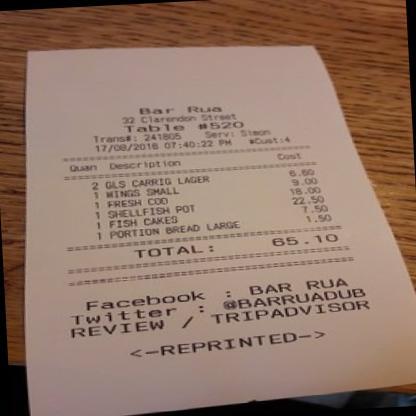 Bar Rua
32 Clarendon Street
Table #520
Trans#: 241805 Serv: Simon
17/08/2018 07:40:22 PM #Cust:4
Quan Description Cost
2 GLS CARRIG LAGER 6.60
1 WINGS SMALL 9.00
1 FRESH COD 18.00
1 SHELLFISH POT 22.50
1 FISH CAKES 7.50
1 PORTION BREAD LARGE 1.50
TOTAL: 65.10
Facebook : BAR RUA
Twitter : @BARRUADUB
REVIEW / TRIPADVISOR
<-REPRINTED->